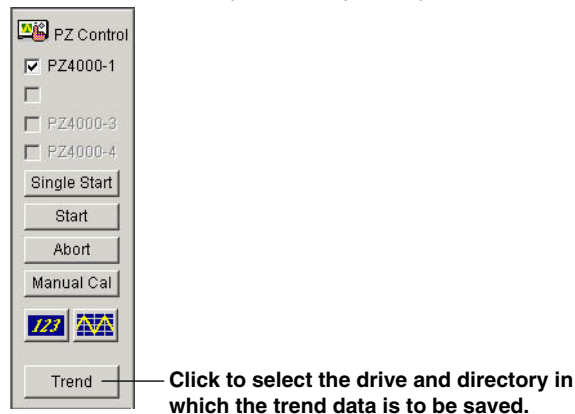 PZ Control
PZ4000-1
PZ4000-3
PZ4000-4
Single Start
Start
Abort
Manual Cal
123
Trend
Click to select the drive and directory in
which the trend data is to be saved.